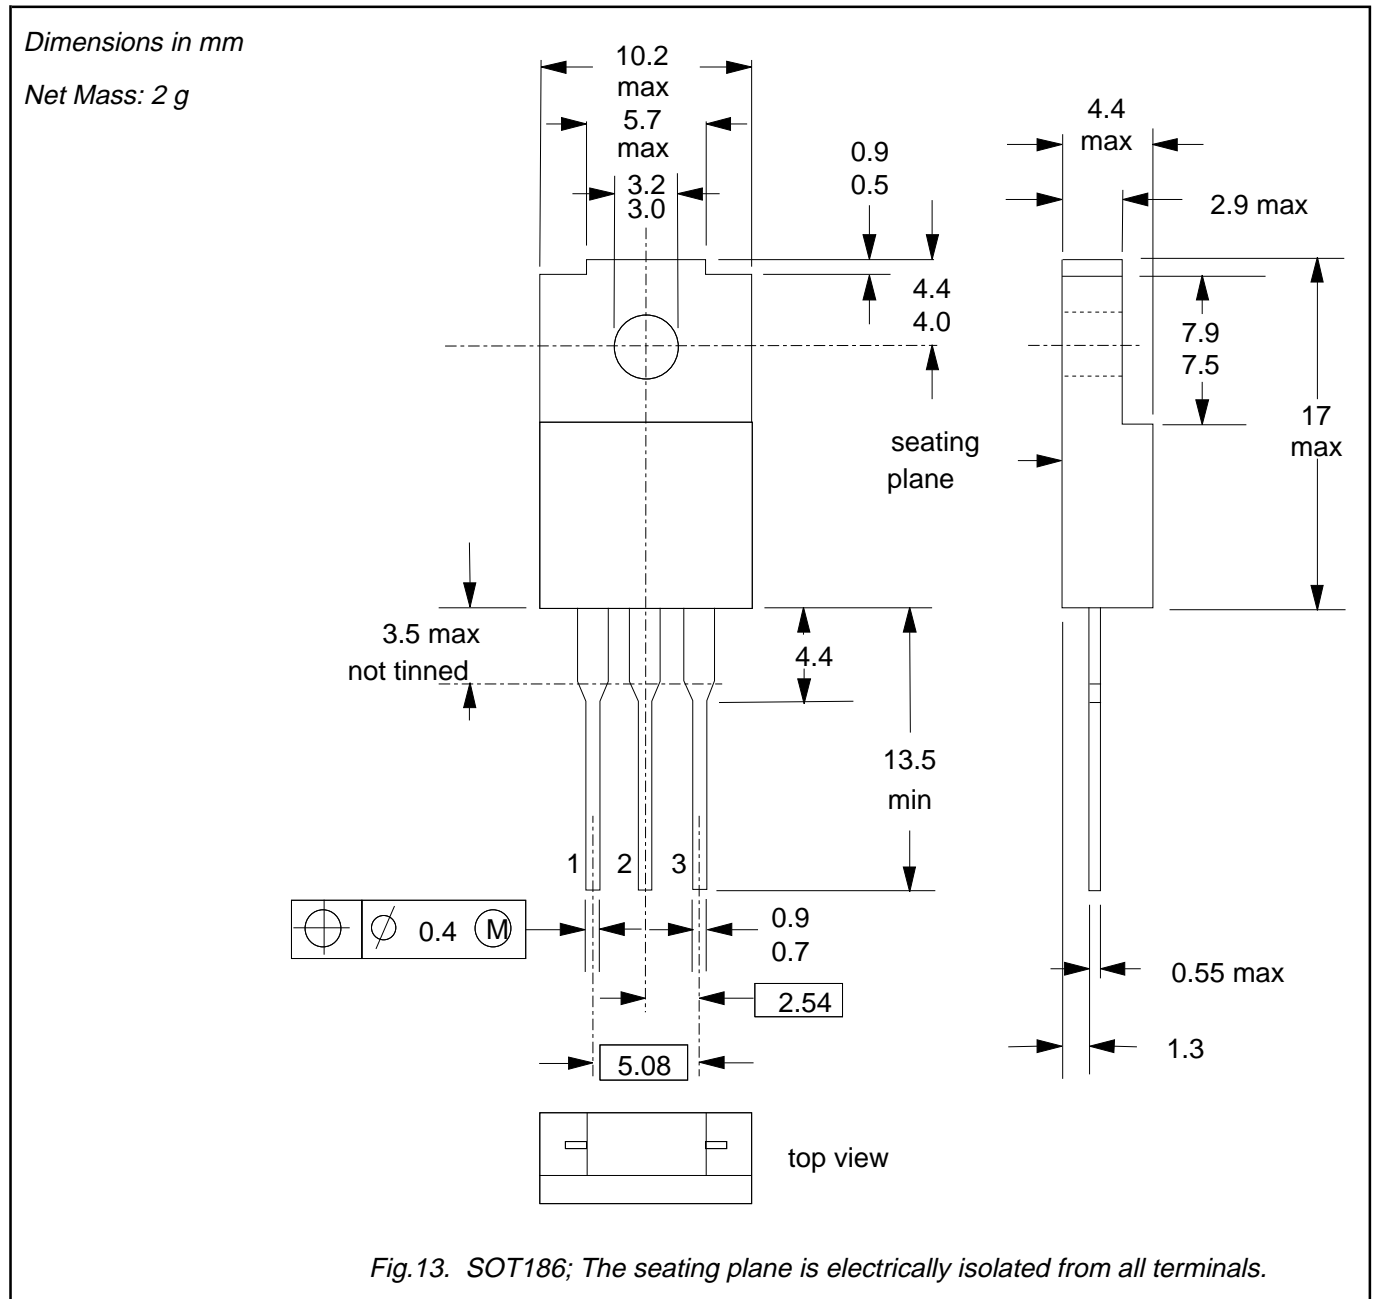 Dimensions in mm
Net Mass: 2 g
10.2
max
5.7
max
3.2
3.0
0.9
0.5
4.4
4.0
seating
plane
4.4
max
2.9 max
7.9
7.5
17
max
3.5 max
not tinned
4.4
13.5
min
1 2 3
0.4 M
0.9
0.7
2.54
5.08
0.55 max
1.3
top view
Fig.13. SOT186; The seating plane is electrically isolated from all terminals.